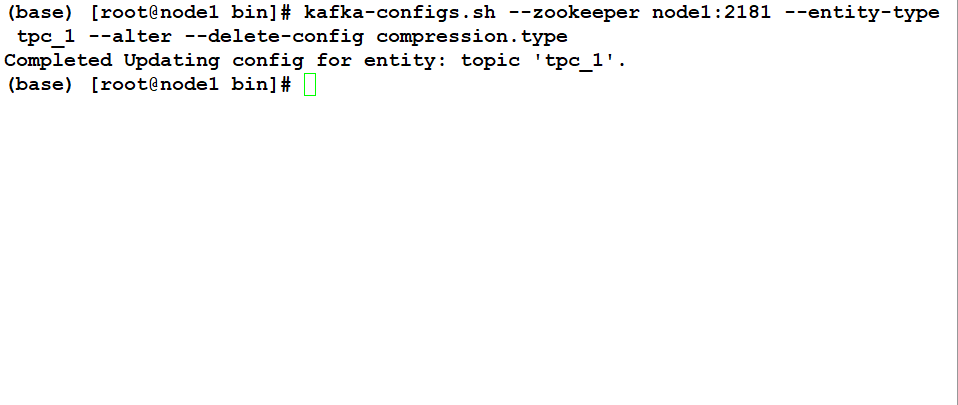 (base) [root@node1 bin]# kafka-configs.sh --zookeeper node1:2181 --entity-type
tpc_1 --alter --delete-config compression.type
Completed Updating config for entity: topic 'tpc_1'.
(base) [root@node1 bin]#